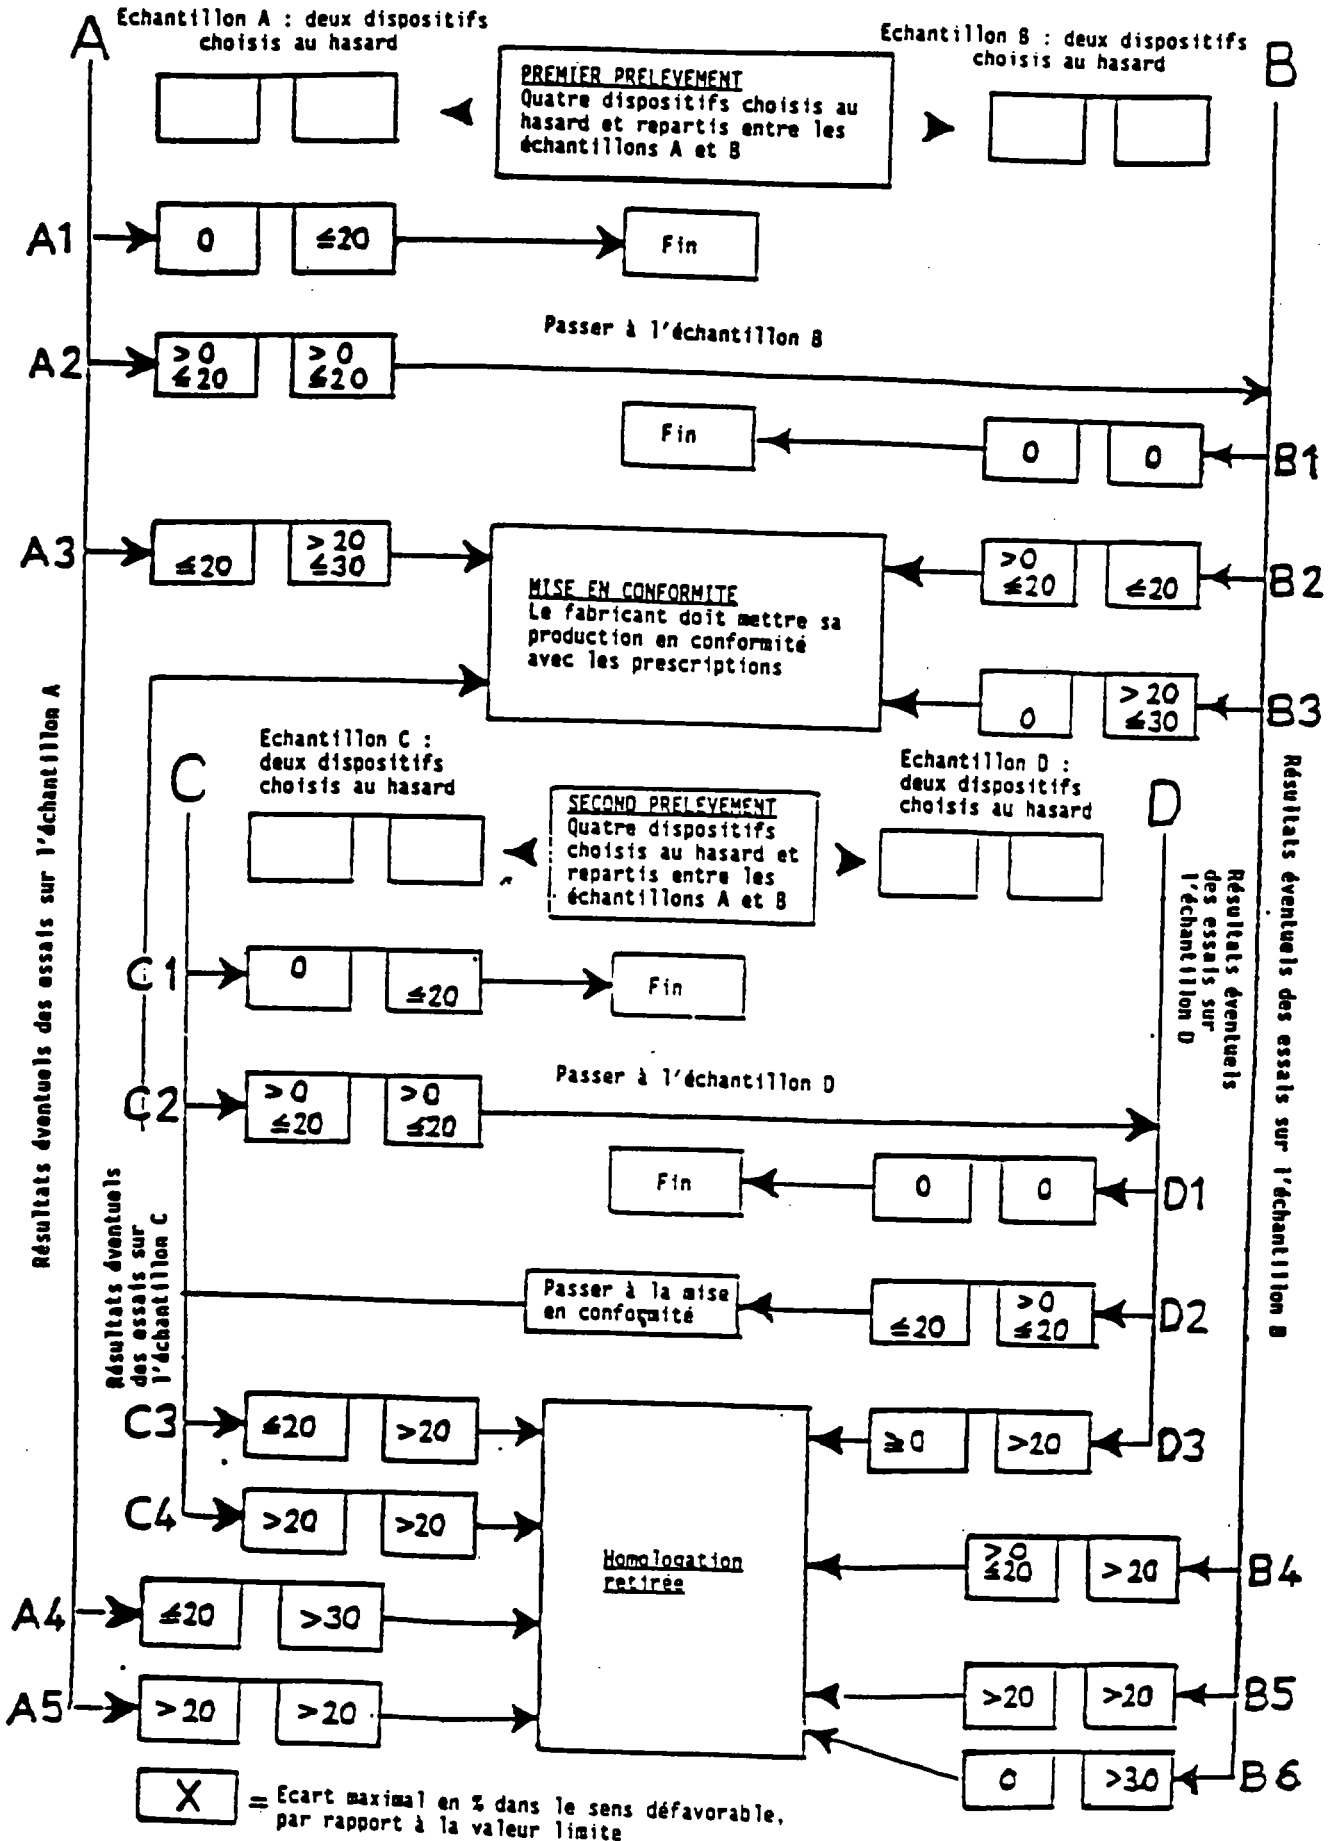 A
Echantillon A : deux dispositifs
choisis au hasard
PREMIER PRELEVEMENT
Quatre dispositifs choisis au
hasard et repartis entre les
échantillons A et B
Echantillon B : deux dispositifs
choisis au hasard
B
A1
0
≤20
Fin
Passer à l'échantillon B
A2
>0
≤20
>0
≤20
Fin
0
0
B1
A3
≤20
>20
≤30
MISE EN CONFORMITE
Le fabricant doit mettre sa
production en conformité
avec les prescriptions
>0
≤20
≤20
B2
0
>20
≤30
B3
Résultats éventuels des essais sur l'échantillon A
C
Echantillon C :
deux dispositifs
choisis au hasard
SECOND PRELEVEMENT
Quatre dispositifs
choisis au hasard et
repartis entre les
échantillons A et B
Echantillon D :
deux dispositifs
choisis au hasard
D
Résultats éventuels
des essais sur
l'échantillon D
Résultats éventuels des essais sur l'échantillon B
C1
0
≤20
Fin
C2
>0
≤20
>0
≤20
Passer à l'échantillon D
Fin
0
0
D1
Résultats éventuels
des essais sur
l'échantillon C
Passer à la mise
en conformité
≤20
>0
≤20
D2
C3
≤20
>20
≥0
>20
D3
C4
>20
>20
Homologation
retirée
>0
≤20
>20
B4
A4
≤20
>30
A5
>20
>20
>20
>20
B5
0
>30
B6
X
= Ecart maximal en % dans le sens défavorable,
par rapport à la valeur limite